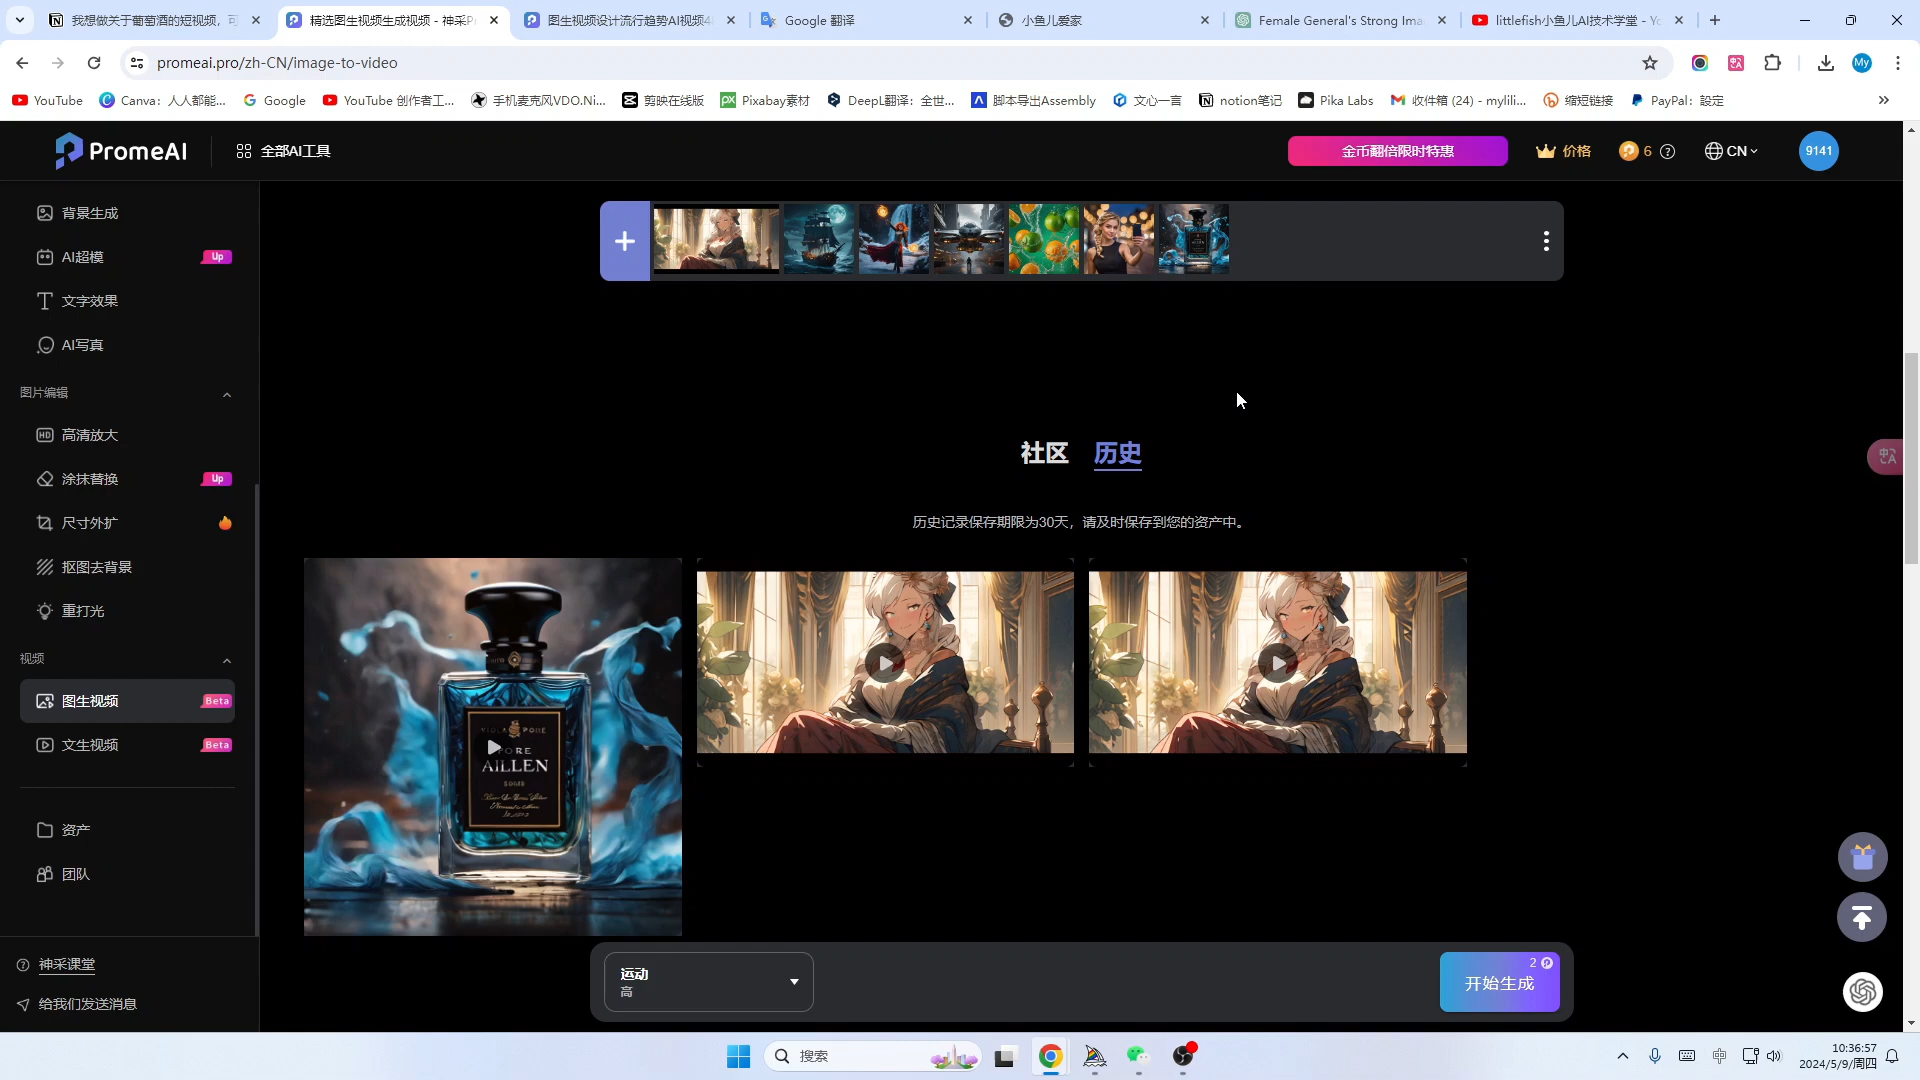 我想做关于葡萄酒的短视频，可
精选图生视频生成视频 - 神采P
图生视频设计流行趋势AI视频4
Google 翻译
小鱼儿爱家
Female General's Strong Ima
littlefish小鱼儿AI技术学堂 - Yo
promeai.pro/zh-CN/image-to-video
My
YouTube
Canva：人人都能...
Google
YouTube 创作者工...
手机麦克风VDO.Ni...
剪映在线版
Pixabay素材
DeepL翻译：全世...
脚本导出Assembly
文心一言
notion笔记
Pika Labs
收件箱 (24) - mylili...
缩短链接
PayPal：設定
PromeAI
全部AI工具
金币翻倍限时特惠
价格
6
CN
9141
背景生成
AI超模
Up
文字效果
AI写真
图片编辑
高清放大
HD
涂抹替换
Up
尺寸外扩
抠图去背景
重打光
视频
图生视频
Beta
文生视频
Beta
资产
团队
神采课堂
给我们发送消息
社区
历史
历史记录保存期限为30天，请及时保存到您的资产中。
AILLEN
运动
高
2
开始生成
搜索
中
10:36:57
2024/5/9/周四